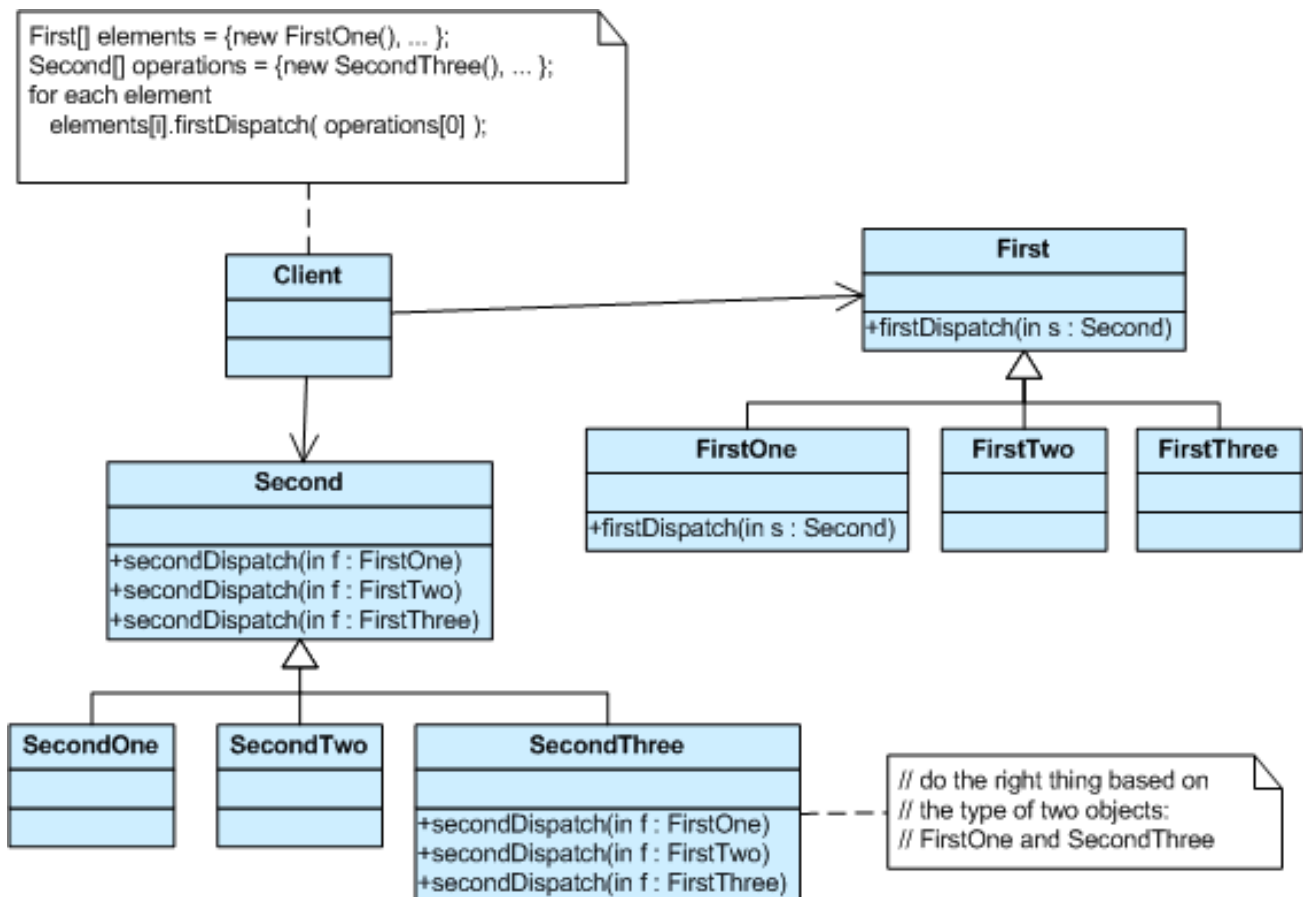 First[] elements = {new FirstOne(), ... };
Second[] operations = {new SecondThree(), ... };
for each element
elements[i].firstDispatch( operations[0] );
Client
First
+firstDispatch(in s : Second)
FirstOne
+firstDispatch(in s : Second)
FirstTwo
FirstThree
Second
+secondDispatch(in f : FirstOne)
+secondDispatch(in f : FirstTwo)
+secondDispatch(in f : FirstThree)
SecondOne
SecondTwo
SecondThree
+secondDispatch(in f : FirstOne)
+secondDispatch(in f : FirstTwo)
+secondDispatch(in f : FirstThree)
// do the right thing based on
// the type of two objects:
// FirstOne and SecondThree